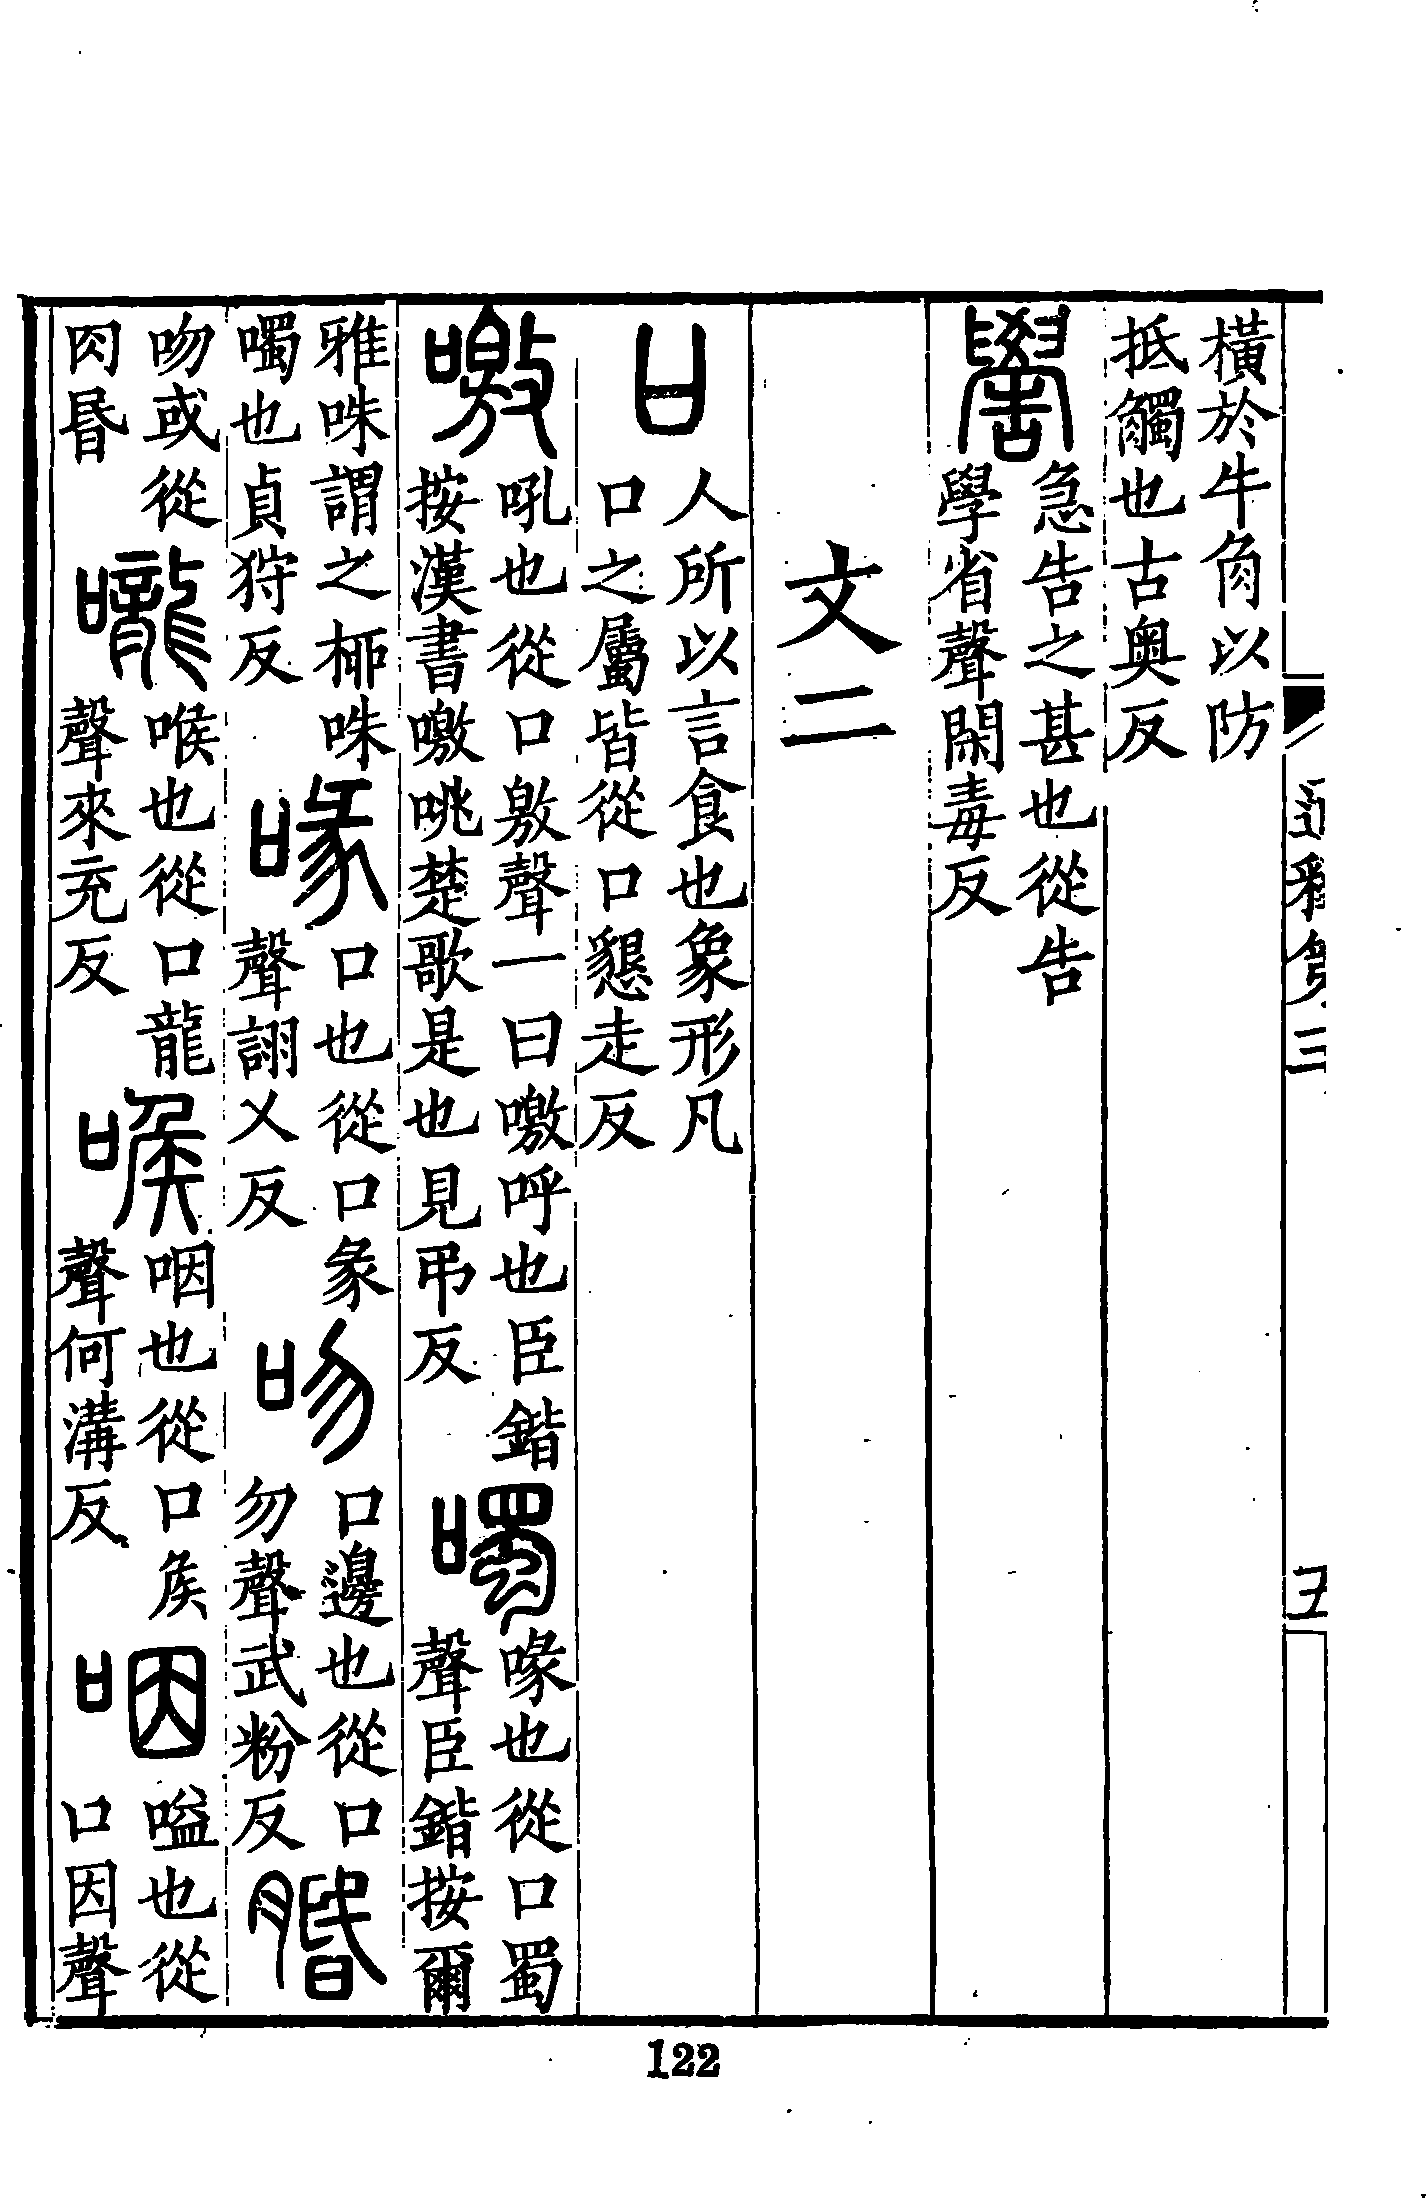 橫於牛角以防
抵觸也古奧反
嚳
急告之甚也從告
學省聲閑毒反
文二
口
人所以言食也象形凡
口之屬皆從口懇走反
噭
吼也從口敫聲一曰噭呼也臣鍇
按漢書噭咷楚歌是也見弔反
噣
喙也從口蜀
聲臣鍇按爾
雅咮謂之桺咮
噣也貞狩反
喙
口也從口彖
聲詡乂反
吻
口邊也從口
勿聲武粉反
𦝮
吻或從
肉昬
嚨
喉也從口龍
聲來充反
喉
咽也從口矦
聲何溝反
咽
嗌也從
口因聲
通釋第三
五
122